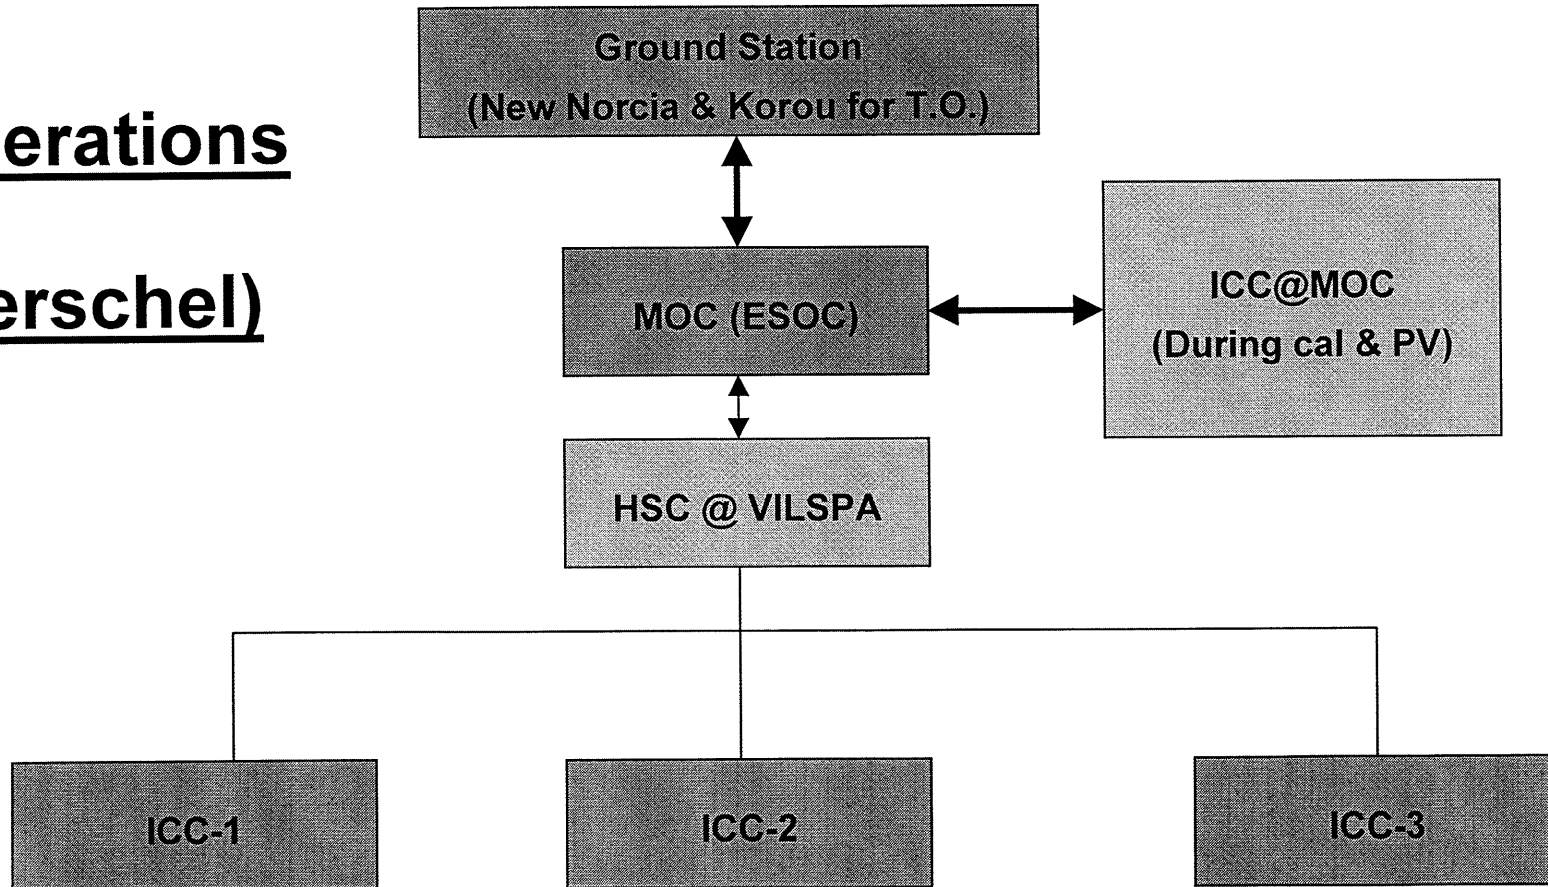 erations
erschel)
Ground Station
(New Norcia & Korou for T.O.)
MOC (ESOC)
ICC@MOC
(During cal & PV)
HSC @ VILSPA
ICC-1
ICC-2
ICC-3